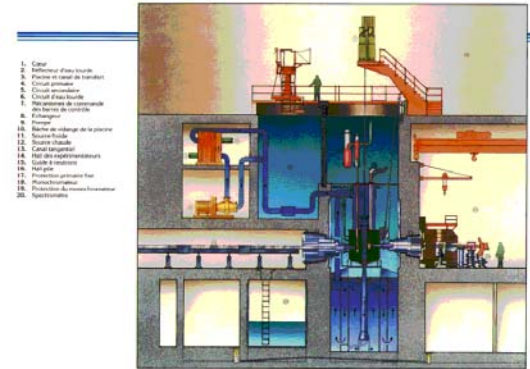 1. Cœur
2. Réflecteur d'eau lourde
3. Piscine et canal de transfert
4. Circuit primaire
5. Circuit secondaire
6. Circuit d'eau lourde
7. Mécanismes de commande
des barres de contrôle
8. Echangeur
9. Pompe
10. Bâche de vidange de la piscine
11. Source froide
12. Source chaude
13. Canal tangentiel
14. Hall des expérimentateurs
15. Guide à neutrons
16. Hall pile
17. Protection primaire fixe
18. Monochromateur
19. Protection du monochromateur
20. Spectromètre